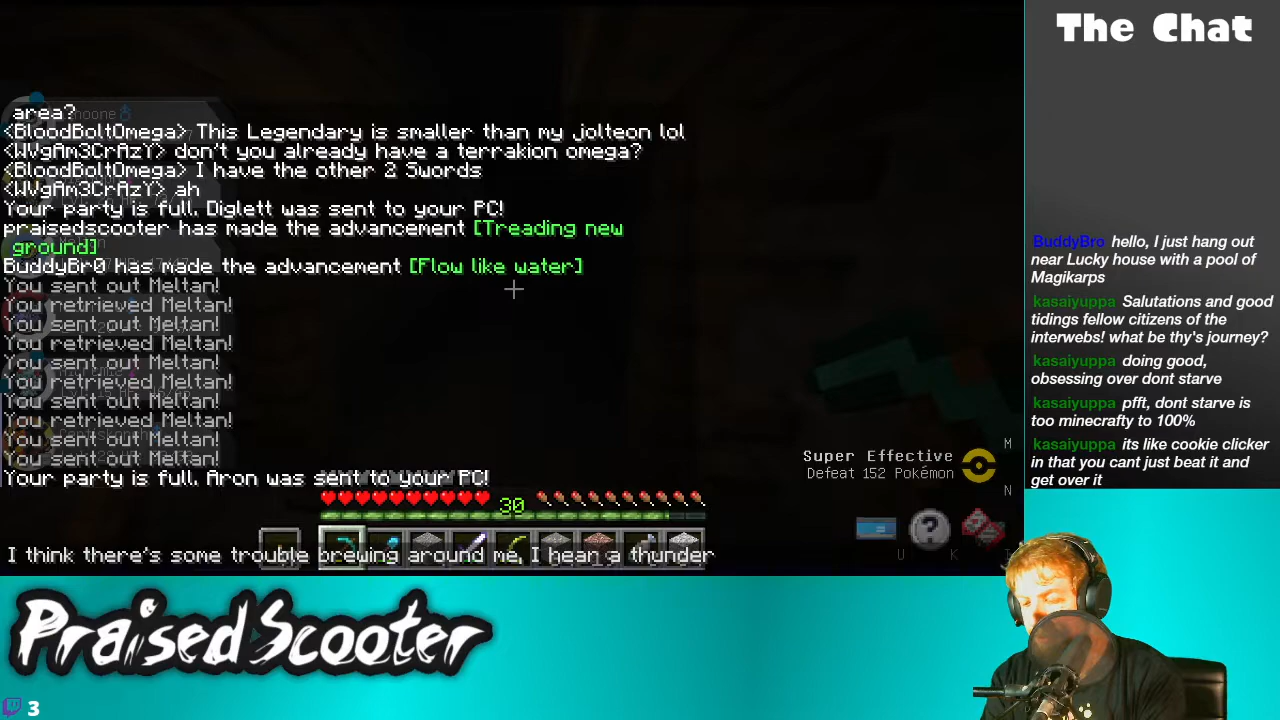 The Chat
hoone
area?
<BloodBoltOmega> This Legendary is smaller than my jolteon lol
<WVgAm3CrAzY> don't you already have a terrakion omega?
<BloodBoltOmega> I have the other 2 Swords
<WVgAm3CrAzY> ah
Your party is full. Diglett was sent to your PC!
praisedscooter has made the advancement [Treading new
ground]
BuddyBr0 has made the advancement [Flow like water]
You sent out Meltan!
You retrieved Meltan!
You sent out Meltan!
You retrieved Meltan!
You sent out Meltan!
You retrieved Meltan!
You sent out Meltan!
You retrieved Meltan!
You sent out Meltan!
You sent out Meltan!
Your party is full. Aron was sent to your PC!
30
I think there's some trouble brewing around me, I hear a thunder
Super Effective
Defeat 152 Pokémon
M
N
?
U
K
BuddyBro hello, I just hang out
near Lucky house with a pool of
Magikarps
kasaiyuppa Salutations and good
tidings fellow citizens of the
interwebs! what be thy's journey?
kasaiyuppa doing good,
obsessing over dont starve
kasaiyuppa pfft, dont starve is
too minecrafty to 100%
kasaiyuppa its like cookie clicker
in that you cant just beat it and
get over it
PraisedScooter
3